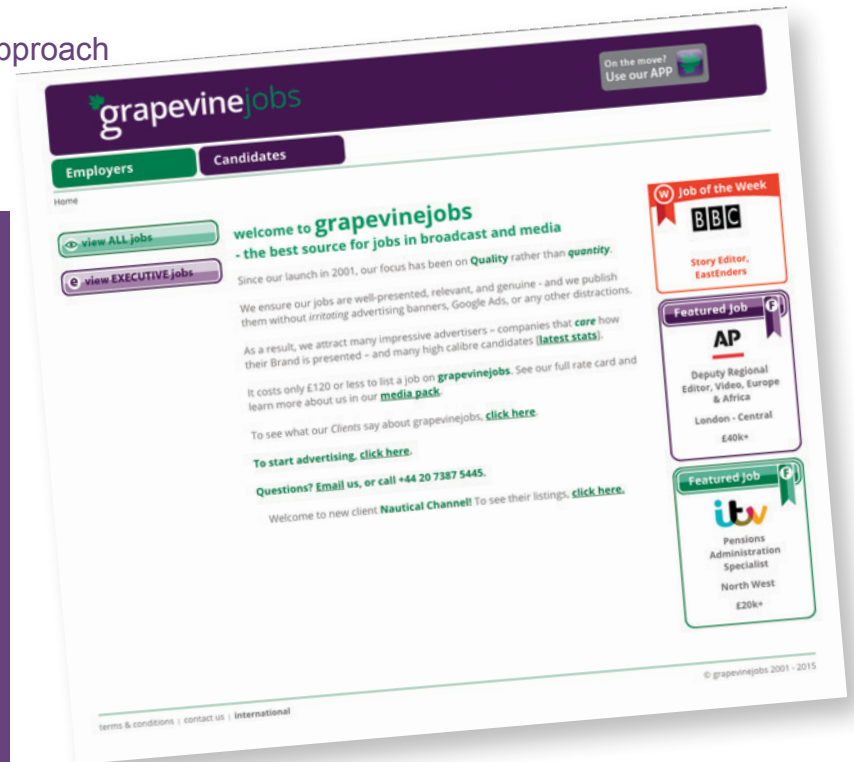 pproach
grapevinejobs
On the move?
Use our APP
Employers
Candidates
Home
view ALL jobs
e view EXECUTIVE jobs
welcome to grapevinejobs
- the best source for jobs in broadcast and media
Since our launch in 2001, our focus has been on Quality rather than quantity.
We ensure our jobs are well-presented, relevant, and genuine - and we publish
them without irritating advertising banners, Google Ads, or any other distractions.
As a result, we attract many impressive advertisers – companies that care how
their Brand is presented – and many high calibre candidates [latest stats].
It costs only £120 or less to list a job on grapevinejobs. See our full rate card and
learn more about us in our media pack.
To see what our Clients say about grapevinejobs, click here.
To start advertising, click here.
Questions? Email us, or call +44 20 7387 5445.
Welcome to new client Nautical Channel! To see their listings, click here.
W Job of the Week
BBC
Story Editor,
EastEnders
Featured Job F
AP
Deputy Regional
Editor, Video, Europe
& Africa
London - Central
£40k+
Featured Job F
itv
Pensions
Administration
Specialist
North West
£20k+
terms & conditions | contact us | international
© grapevinejobs 2001 - 2015